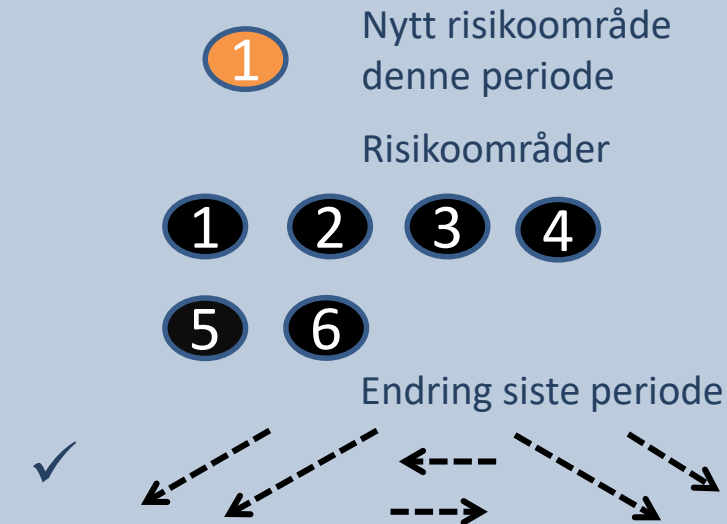 1
Nytt risikoområde
denne periode
Risikoområder
1 2 3 4
5 6
Endring siste periode